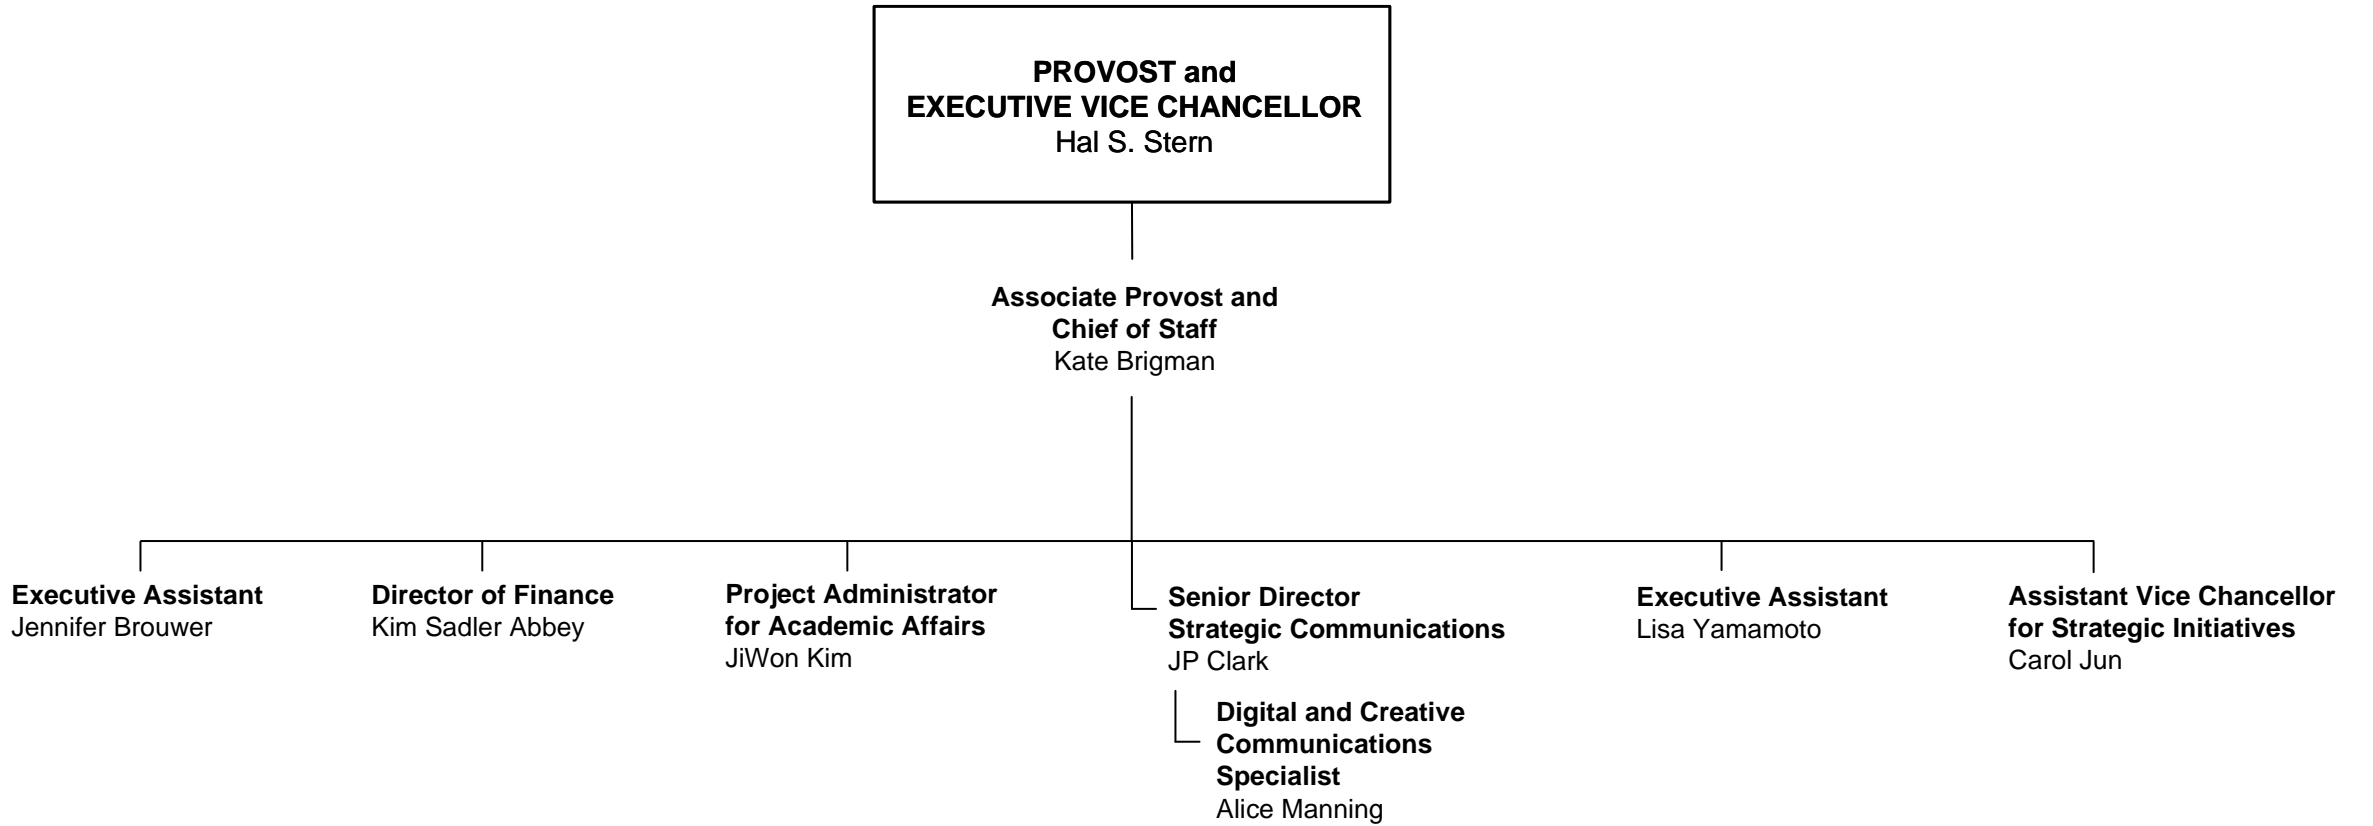 PROVOST and
EXECUTIVE VICE CHANCELLOR
Hal S. Stern
Associate Provost and
Chief of Staff
Kate Brigman
Executive Assistant
Jennifer Brouwer
Director of Finance
Kim Sadler Abbey
Project Administrator
for Academic Affairs
JiWon Kim
Senior Director
Strategic Communications
JP Clark
Digital and Creative
Communications
Specialist
Alice Manning
Executive Assistant
Lisa Yamamoto
Assistant Vice Chancellor
for Strategic Initiatives
Carol Jun